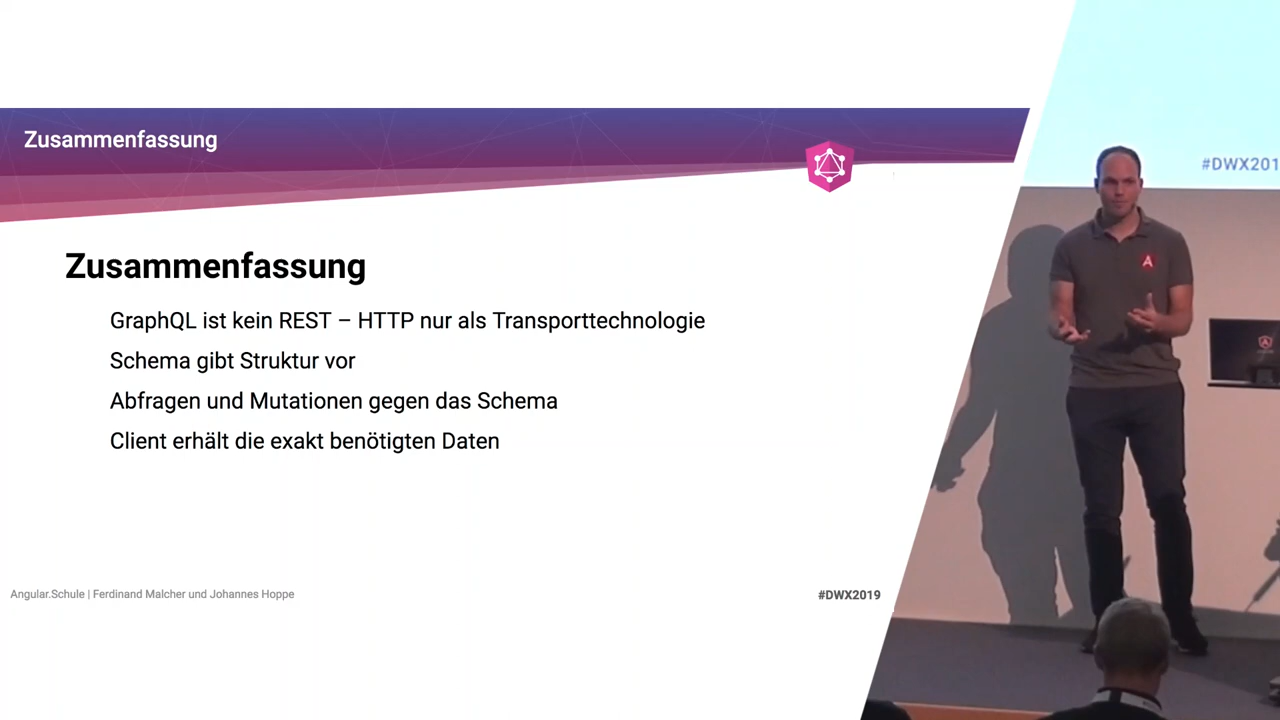 Zusammenfassung
Zusammenfassung
GraphQL ist kein REST – HTTP nur als Transporttechnologie
Schema gibt Struktur vor
Abfragen und Mutationen gegen das Schema
Client erhält die exakt benötigten Daten
Angular.Schule | Ferdinand Malcher und Johannes Hoppe
#DWX2019
#DWX201
A